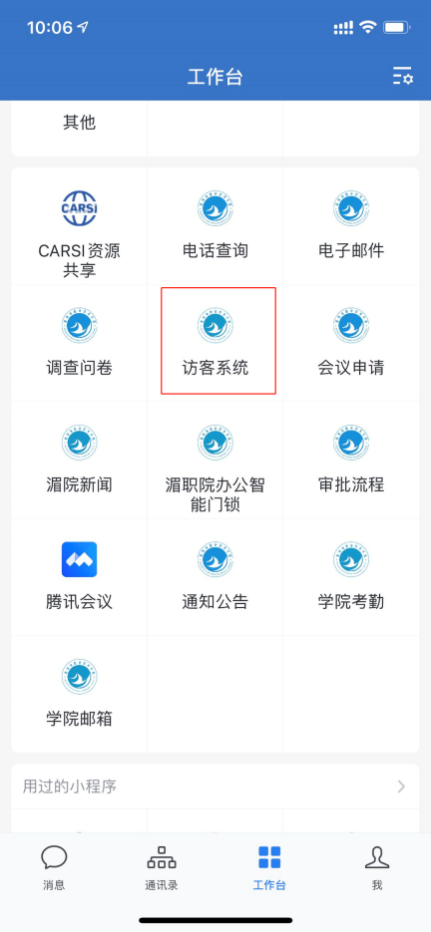 10:06
工作台
其他
CARSI
CARSI资源
共享
电话查询
电子邮件
调查问卷
访客系统
会议申请
湄院新闻
湄职院办公智
能门锁
审批流程
腾讯会议
通知公告
学院考勤
学院邮箱
用过的小程序
消息
通讯录
工作台
我